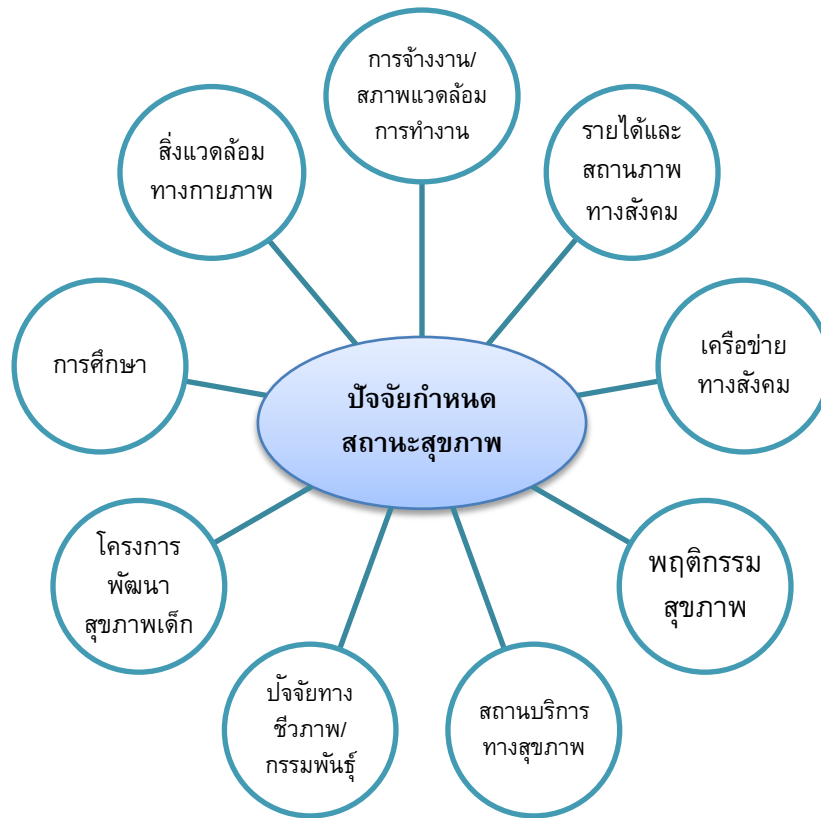 การจ้างงาน/
สภาพแวดล้อม
การทำงาน
รายได้และ
สถานภาพ
ทางสังคม
เครือข่าย
ทางสังคม
พฤติกรรม
สุขภาพ
สถานบริการ
ทางสุขภาพ
ปัจจัยทาง
ชีวภาพ/
กรรมพันธุ์
โครงการ
พัฒนา
สุขภาพเด็ก
การศึกษา
สิ่งแวดล้อม
ทางกายภาพ
ปัจจัยกำหนด
สถานะสุขภาพ